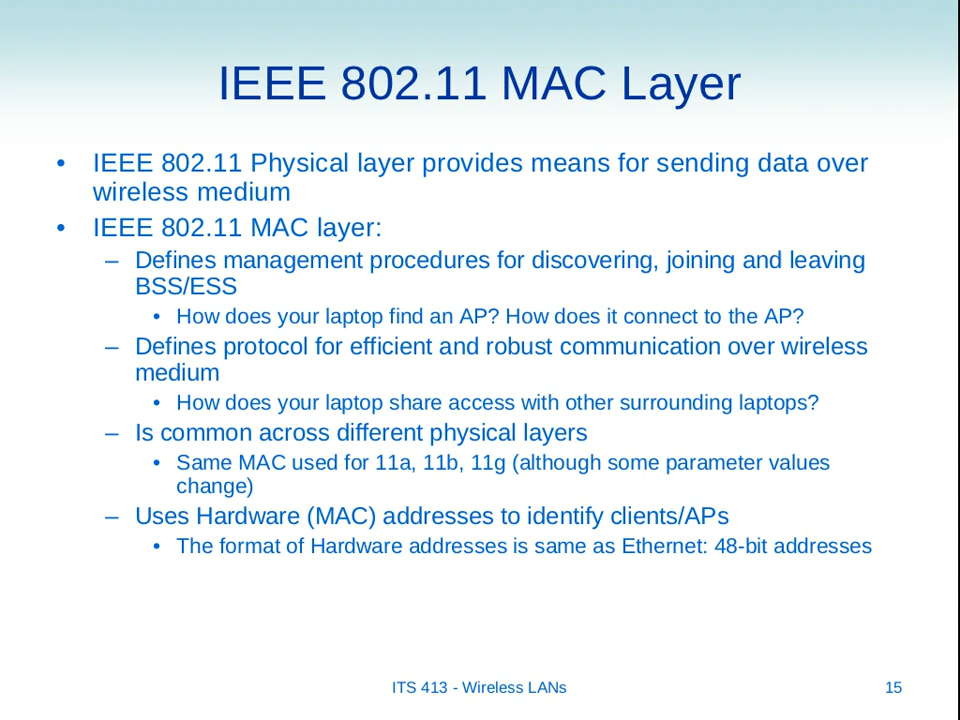 IEEE 802.11 MAC Layer
• IEEE 802.11 Physical layer provides means for sending data over
wireless medium
• IEEE 802.11 MAC layer:
– Defines management procedures for discovering, joining and leaving
BSS/ESS
• How does your laptop find an AP? How does it connect to the AP?
– Defines protocol for efficient and robust communication over wireless
medium
• How does your laptop share access with other surrounding laptops?
– Is common across different physical layers
• Same MAC used for 11a, 11b, 11g (although some parameter values
change)
– Uses Hardware (MAC) addresses to identify clients/APs
• The format of Hardware addresses is same as Ethernet: 48-bit addresses
ITS 413 - Wireless LANs
15